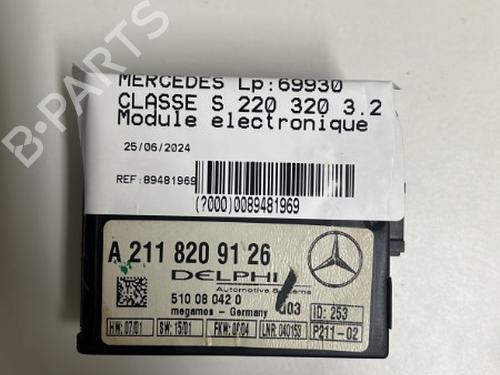 B-PARTS
MERCEDES Lp:69930
CLASSE S 220 320 3.2
Module electronique
25/06/2024
REF:89481969
(?000)0089481969
A 211 820 91 26
DELPHI
Automotive Systems
510 08 042 0
megamos - Germany
G03
ID: 253
HW: 07/01
SW: 15/01
FKW: 02/04
LNR: 040153
P211-02